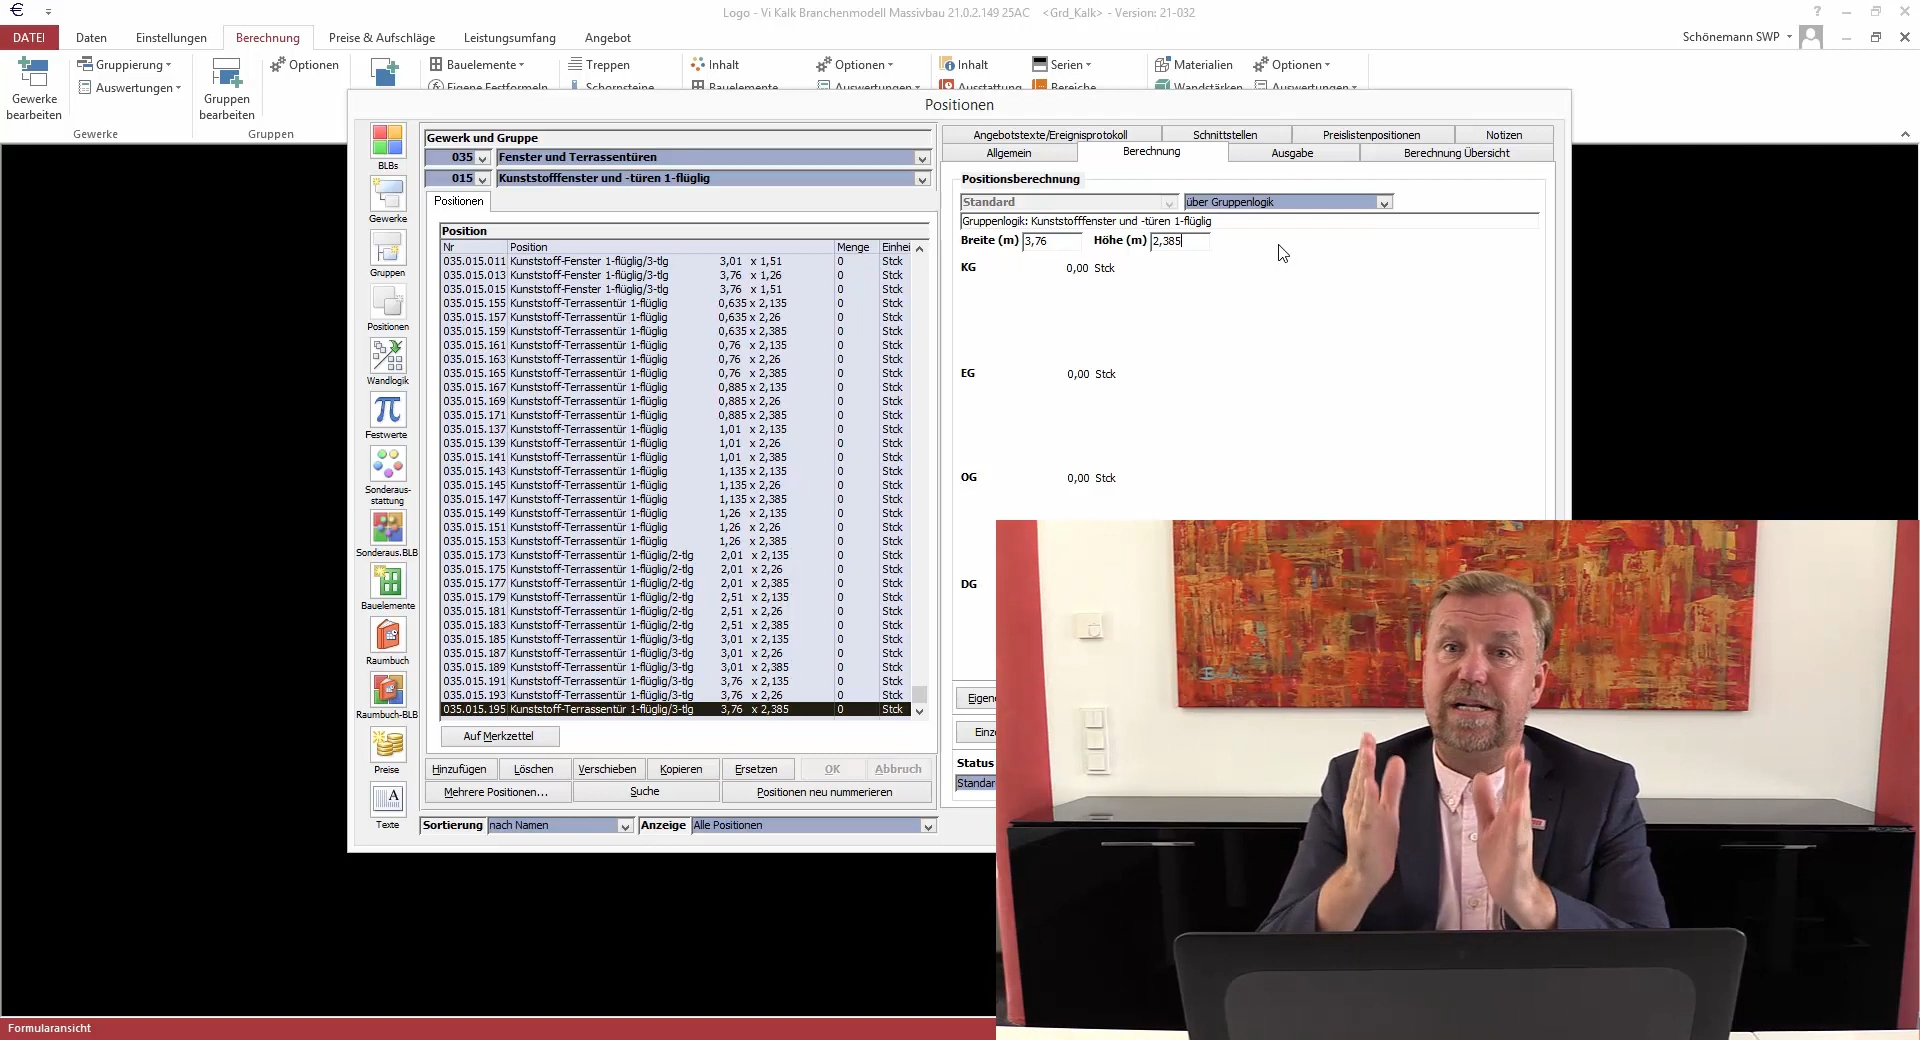 Logo - Vi Kalk Branchenmodell Massivbau 21.0.2.149 25AC <Grd_Kalk> - Version: 21-032
DATEI Daten Einstellungen Berechnung Preise & Aufschläge Leistungsumfang Angebot
Schönemann SWP
Gewerke bearbeiten
Gruppierung
Auswertungen
Gewerke
Gruppen bearbeiten
Optionen
Gruppen
Bauelemente
Eigene Festformeln
Treppen
Schornsteine
Inhalt
Bauelemente
Optionen
Auswertungen
Inhalt
Ausstattung
Serien
Bereiche
Materialien
Wandstärken
Optionen
Auswertungen
Positionen
BLBs
Gewerke
Gruppen
Positionen
Wandlogik
Festwerte
Sonderaus-
stattung
Sonderaus.BLB
Bauelemente
Raumbuch
Raumbuch-BLB
Preise
Texte
Gewerk und Gruppe
035 Fenster und Terrassentüren
015 Kunststofffenster und -türen 1-flüglig
Positionen
Position
Nr Position Menge Einhei
035.015.011 Kunststoff-Fenster 1-flüglig/3-tlg 3,01 x 1,51 0 Stck
035.015.013 Kunststoff-Fenster 1-flüglig/3-tlg 3,76 x 1,26 0 Stck
035.015.015 Kunststoff-Fenster 1-flüglig/3-tlg 3,76 x 1,51 0 Stck
035.015.155 Kunststoff-Terrassentür 1-flüglig 0,635 x 2,135 0 Stck
035.015.157 Kunststoff-Terrassentür 1-flüglig 0,635 x 2,26 0 Stck
035.015.159 Kunststoff-Terrassentür 1-flüglig 0,635 x 2,385 0 Stck
035.015.161 Kunststoff-Terrassentür 1-flüglig 0,76 x 2,135 0 Stck
035.015.163 Kunststoff-Terrassentür 1-flüglig 0,76 x 2,26 0 Stck
035.015.165 Kunststoff-Terrassentür 1-flüglig 0,76 x 2,385 0 Stck
035.015.167 Kunststoff-Terrassentür 1-flüglig 0,885 x 2,135 0 Stck
035.015.169 Kunststoff-Terrassentür 1-flüglig 0,885 x 2,26 0 Stck
035.015.171 Kunststoff-Terrassentür 1-flüglig 0,885 x 2,385 0 Stck
035.015.137 Kunststoff-Terrassentür 1-flüglig 1,01 x 2,135 0 Stck
035.015.139 Kunststoff-Terrassentür 1-flüglig 1,01 x 2,26 0 Stck
035.015.141 Kunststoff-Terrassentür 1-flüglig 1,01 x 2,385 0 Stck
035.015.143 Kunststoff-Terrassentür 1-flüglig 1,135 x 2,135 0 Stck
035.015.145 Kunststoff-Terrassentür 1-flüglig 1,135 x 2,26 0 Stck
035.015.147 Kunststoff-Terrassentür 1-flüglig 1,135 x 2,385 0 Stck
035.015.149 Kunststoff-Terrassentür 1-flüglig 1,26 x 2,135 0 Stck
035.015.151 Kunststoff-Terrassentür 1-flüglig 1,26 x 2,26 0 Stck
035.015.153 Kunststoff-Terrassentür 1-flüglig 1,26 x 2,385 0 Stck
035.015.173 Kunststoff-Terrassentür 1-flüglig/2-tlg 2,01 x 2,135 0 Stck
035.015.175 Kunststoff-Terrassentür 1-flüglig/2-tlg 2,01 x 2,26 0 Stck
035.015.177 Kunststoff-Terrassentür 1-flüglig/2-tlg 2,01 x 2,385 0 Stck
035.015.179 Kunststoff-Terrassentür 1-flüglig/2-tlg 2,51 x 2,135 0 Stck
035.015.181 Kunststoff-Terrassentür 1-flüglig/2-tlg 2,51 x 2,26 0 Stck
035.015.183 Kunststoff-Terrassentür 1-flüglig/2-tlg 2,51 x 2,385 0 Stck
035.015.185 Kunststoff-Terrassentür 1-flüglig/3-tlg 3,01 x 2,135 0 Stck
035.015.187 Kunststoff-Terrassentür 1-flüglig/3-tlg 3,01 x 2,26 0 Stck
035.015.189 Kunststoff-Terrassentür 1-flüglig/3-tlg 3,01 x 2,385 0 Stck
035.015.191 Kunststoff-Terrassentür 1-flüglig/3-tlg 3,76 x 2,135 0 Stck
035.015.193 Kunststoff-Terrassentür 1-flüglig/3-tlg 3,76 x 2,26 0 Stck
035.015.195 Kunststoff-Terrassentür 1-flüglig/3-tlg 3,76 x 2,385 0 Stck
Auf Merkzettel
Hinzufügen Löschen Verschieben Kopieren Ersetzen OK Abbruch
Mehrere Positionen... Suche Positionen neu nummerieren
Sortierung nach Namen Anzeige Alle Positionen
Angebotstexte/Ereignisprotokoll Schnittstellen Preislistenpositionen Notizen
Allgemein Berechnung Ausgabe Berechnung Übersicht
Positionsberechnung
Standard über Gruppenlogik
Gruppenlogik: Kunststofffenster und -türen 1-flüglig
Breite (m) 3,76 Höhe (m) 2,385
KG 0,00 Stck
EG 0,00 Stck
OG 0,00 Stck
DG
Eigene
Einze
Status
Standar
Formularansicht